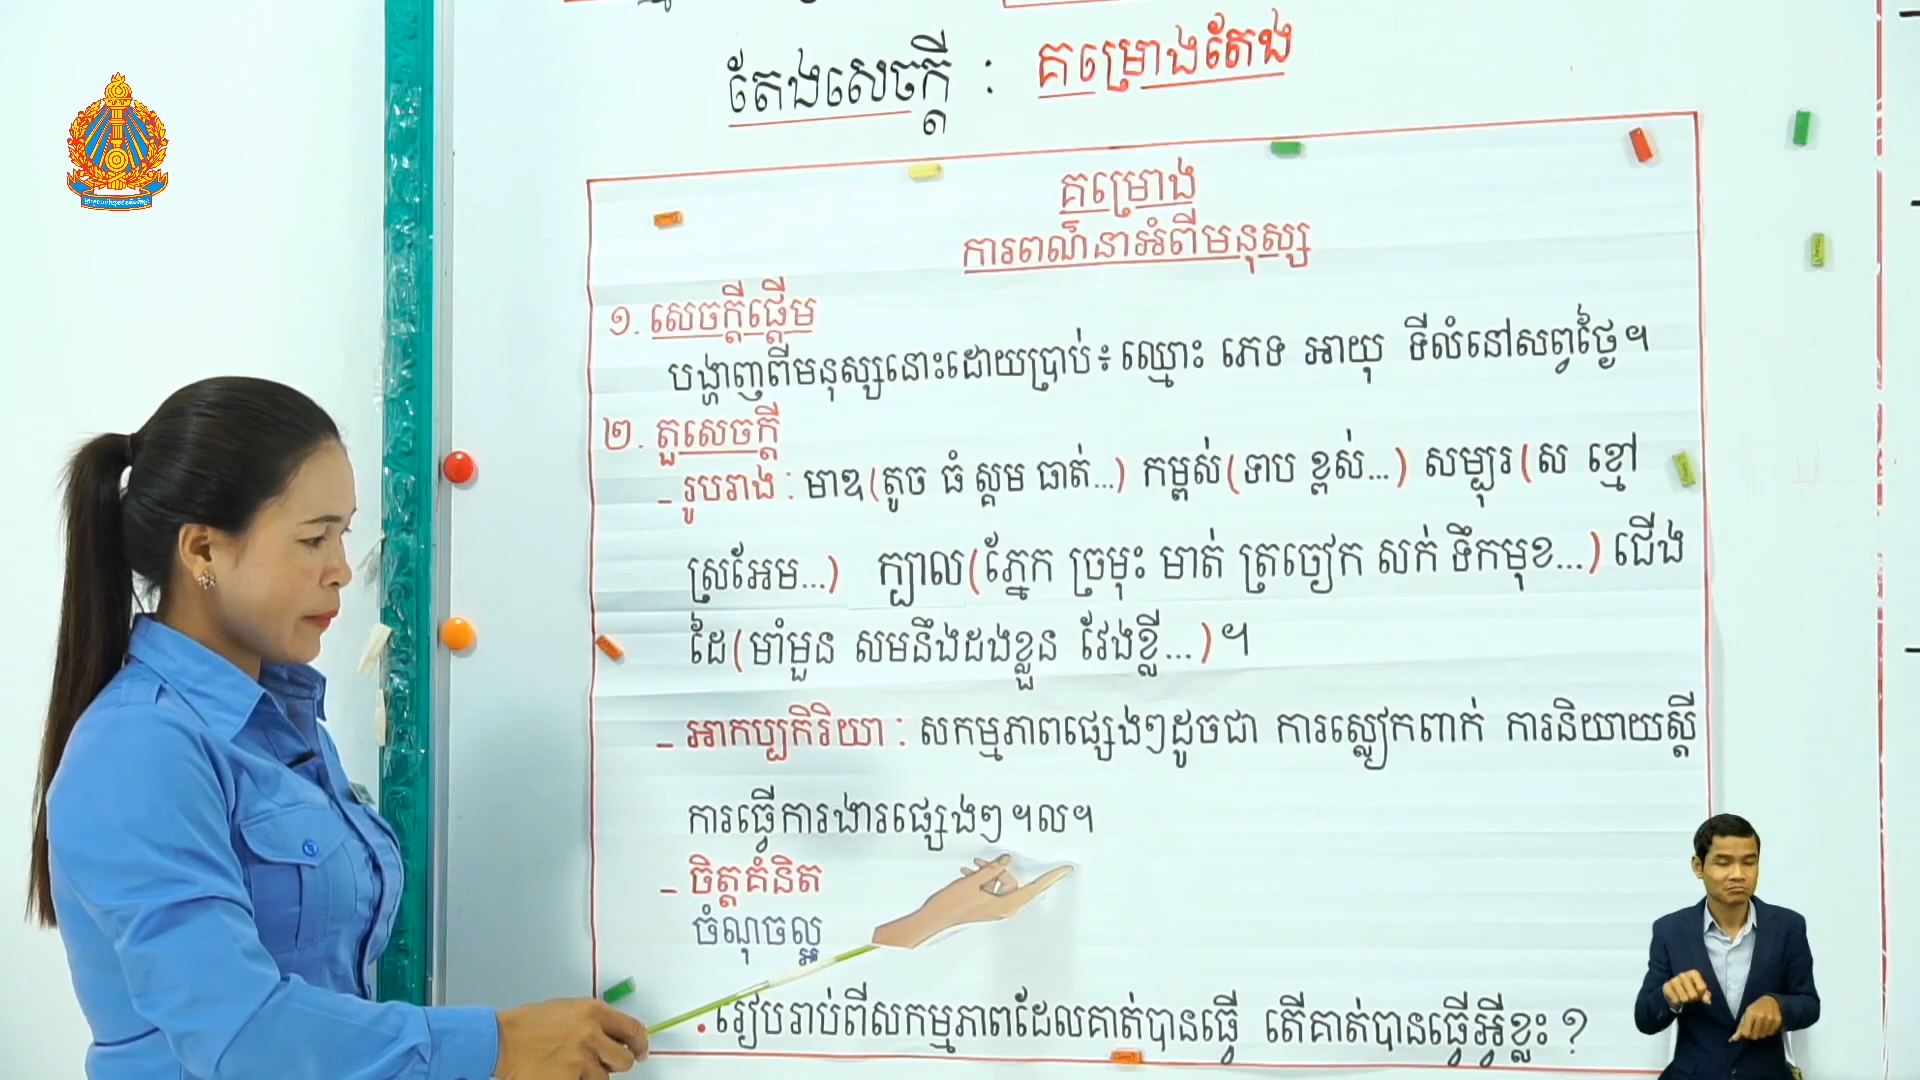 តែងសេចក្ដី : គម្រោងតែង
គម្រោង
ការពណ៌នាអំពីមនុស្ស
១. សេចក្ដីផ្ដើម
បង្ហាញពីមនុស្សនោះដោយប្រាប់៖ ឈ្មោះ ភេទ អាយុ ទីលំនៅសព្វថ្ងៃ។
២. តួសេចក្ដី
- រូបរាង : មាឌ(តូច ធំ ស្គម ធាត់...) កម្ពស់(ទាប ខ្ពស់...) សម្បុរ(ស ខ្មៅ
ស្រអែម...) ក្បាល(ភ្នែក ច្រមុះ មាត់ ត្រចៀក សក់ ទឹកមុខ...) ជើង
ដៃ(មាំមួន សមនឹងដងខ្លួន វែងខ្លី...)។
- អាកប្បកិរិយា : សកម្មភាពផ្សេងៗដូចជា ការស្លៀកពាក់ ការនិយាយស្ដី
ការធ្វើការងារផ្សេងៗ ។ល។
- ចិត្តគំនិត
ចំណុចល្អ
• រៀបរាប់ពីសកម្មភាពដែលគាត់បានធ្វើ តើគាត់បានធ្វើអ្វីខ្លះ ?